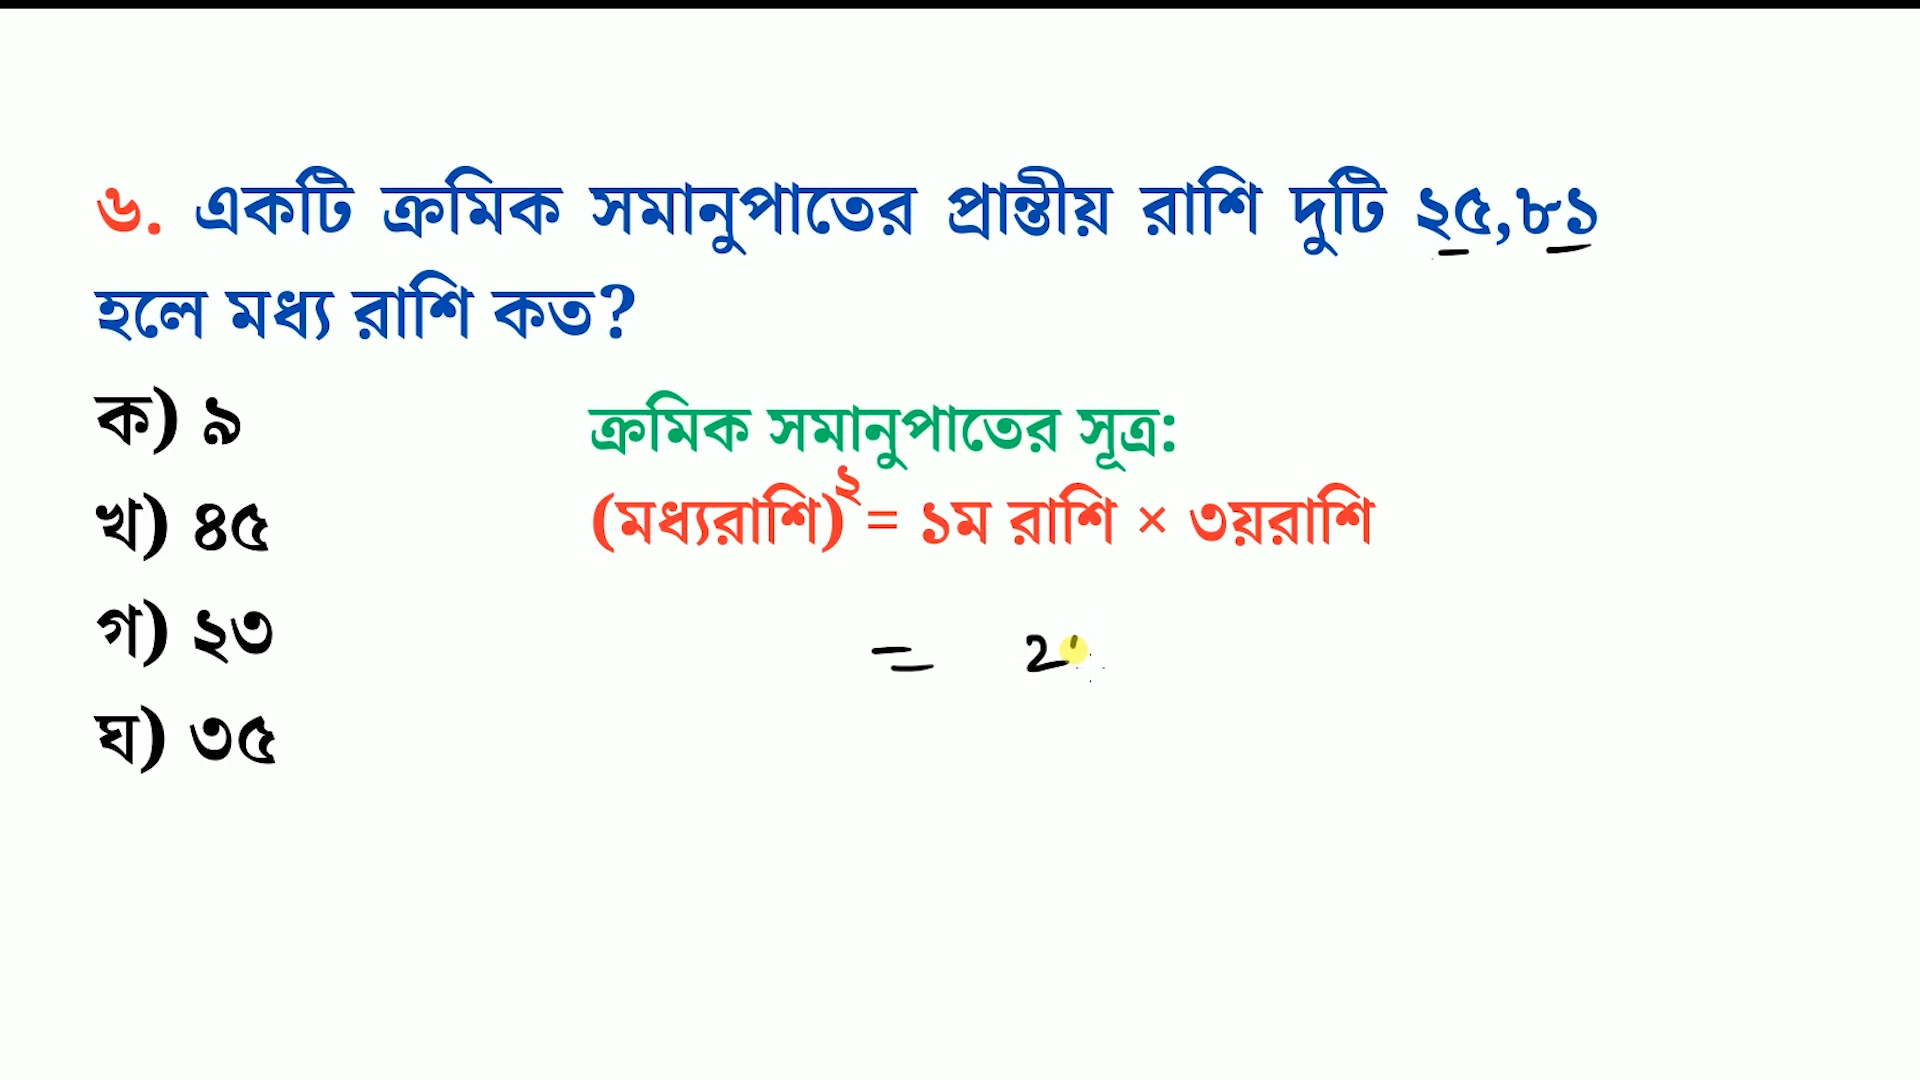 ৬. একটি ক্রমিক সমানুপাতের প্রান্তীয় রাশি দুটি ২৫,৮১
হলে মধ্য রাশি কত?
ক) ৯
খ) ৪৫
গ) ২৩
ঘ) ৩৫
ক্রমিক সমানুপাতের সূত্র:
(মধ্যরাশি)^২ = ১ম রাশি × ৩য়রাশি
= 2